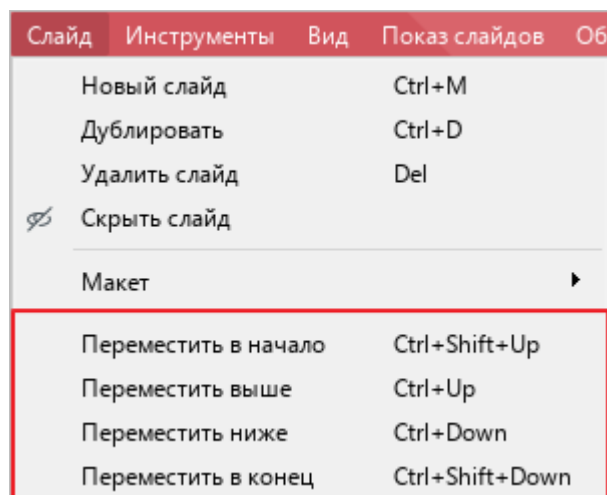 Слайд Инструменты Вид Показ слайдов Об
Новый слайд Ctrl+M
Дублировать Ctrl+D
Удалить слайд Del
Скрыть слайд
Макет
Переместить в начало Ctrl+Shift+Up
Переместить выше Ctrl+Up
Переместить ниже Ctrl+Down
Переместить в конец Ctrl+Shift+Down